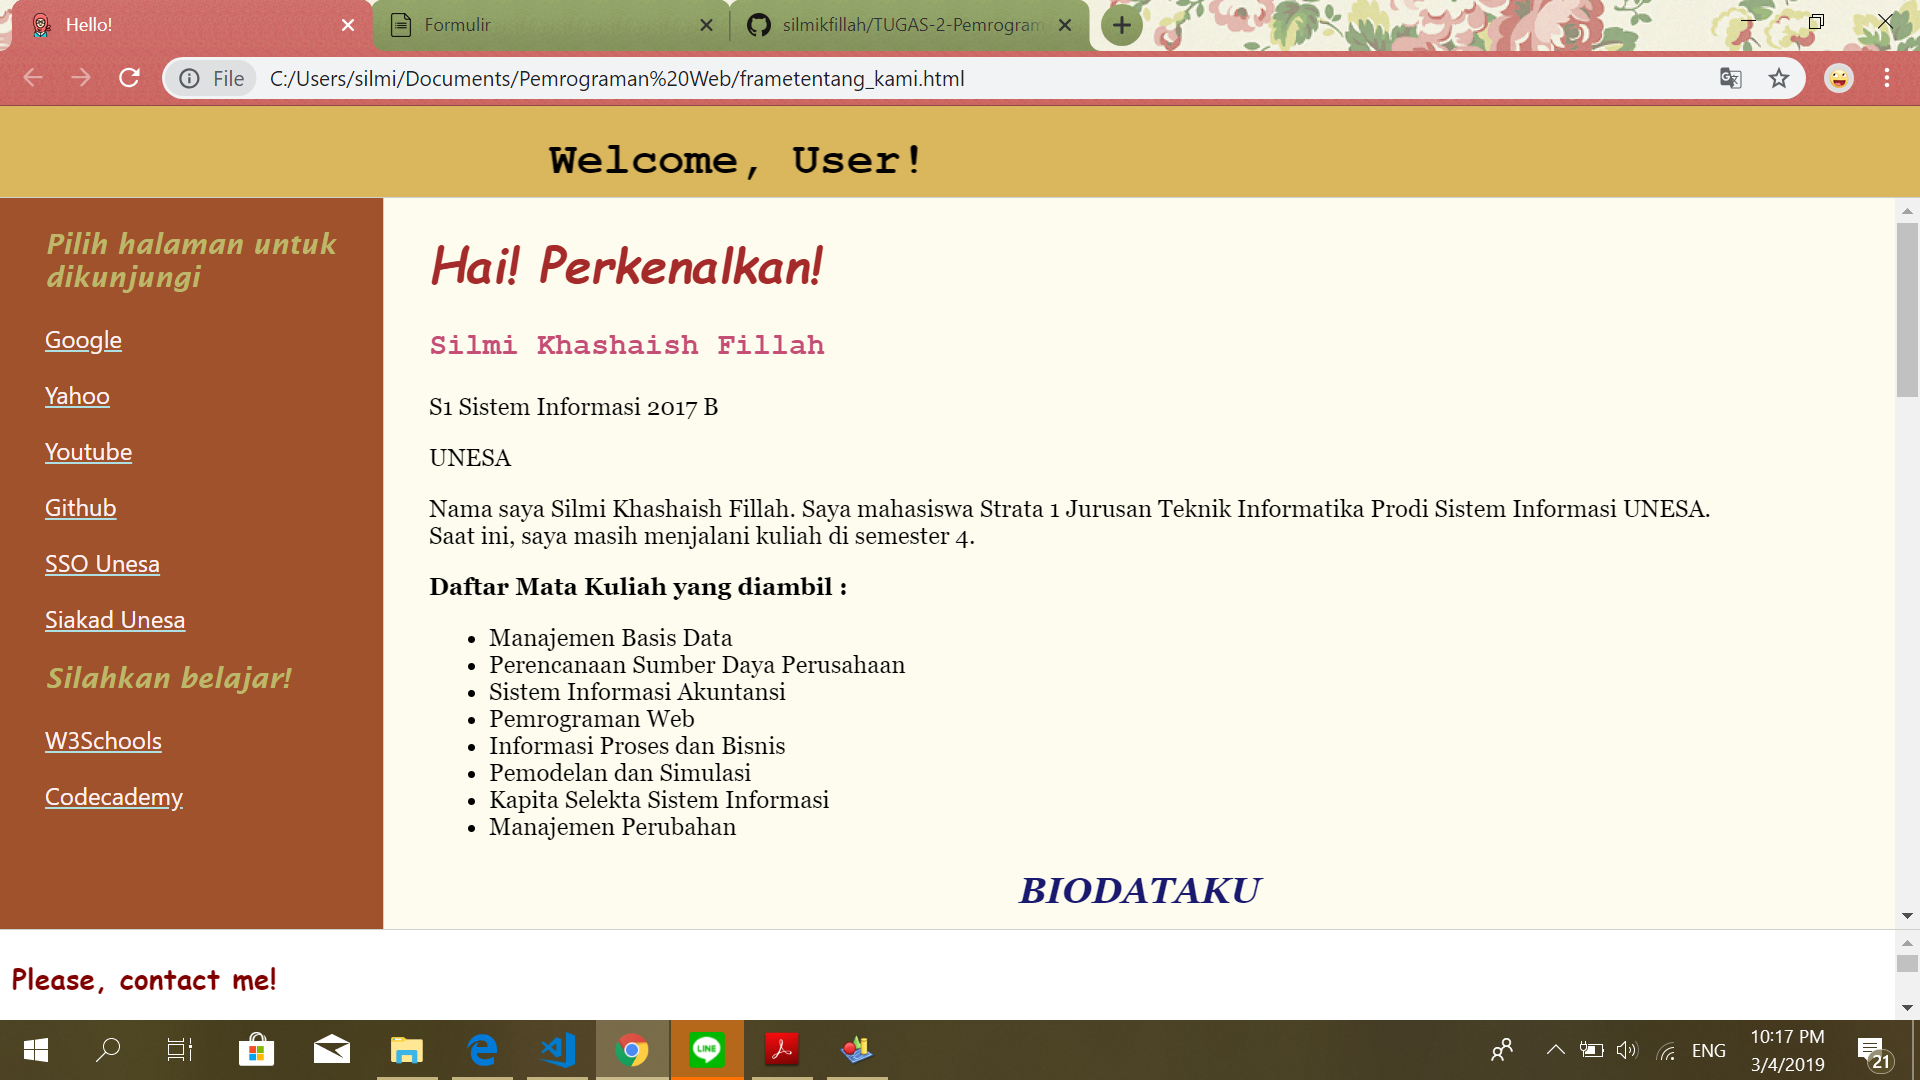 Hello!
Formulir
silmikfillah/TUGAS-2-Pemrogram
File
C:/Users/silmi/Documents/Pemrograman%20Web/frametentang_kami.html
Welcome, User!
Pilih halaman untuk
dikunjungi
Google
Yahoo
Youtube
Github
SSO Unesa
Siakad Unesa
Silahkan belajar!
W3Schools
Codecademy
Hai! Perkenalkan!
Silmi Khashaish Fillah
S1 Sistem Informasi 2017 B
UNESA
Nama saya Silmi Khashaish Fillah. Saya mahasiswa Strata 1 Jurusan Teknik Informatika Prodi Sistem Informasi UNESA.
Saat ini, saya masih menjalani kuliah di semester 4.
Daftar Mata Kuliah yang diambil :
• Manajemen Basis Data
• Perencanaan Sumber Daya Perusahaan
• Sistem Informasi Akuntansi
• Pemrograman Web
• Informasi Proses dan Bisnis
• Pemodelan dan Simulasi
• Kapita Selekta Sistem Informasi
• Manajemen Perubahan
BIODATAKU
Please, contact me!
LINE
ENG
10:17 PM
3/4/2019
21